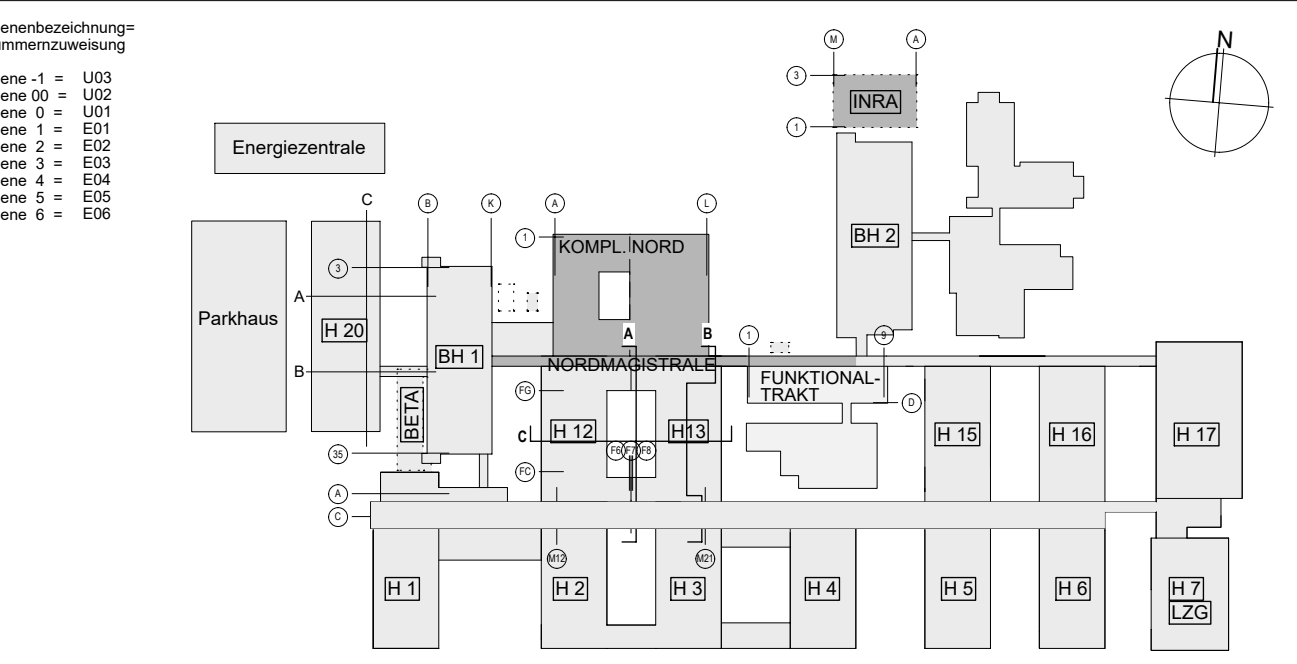 enenbezeichnung=
ummernzuweisung
ene -1 = U03
ene 00 = U02
ene 0 = U01
ene 1 = E01
ene 2 = E02
ene 3 = E03
ene 4 = E04
ene 5 = E05
ene 6 = E06
M
A
N
3
INRA
1
Energiezentrale
C
B
K
A
L
1
KOMPL. NORD
BH 2
3
A
Parkhaus
H 20
A
B
1
9
BH 1
NORDMAGISTRALE
B
FUNKTIONAL-
TRAKT
FG
D
BETA
C
H 12
H13
H 15
H 16
H 17
F6
F7
F8
35
FC
A
C
M12
M21
H 1
H 2
H 3
H 4
H 5
H 6
H 7
LZG